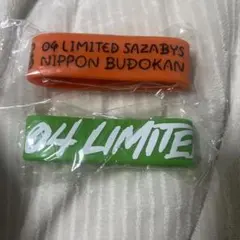 04 LIMITED SAZABYS
NIPPON BUDOKAN
04 LIMITE